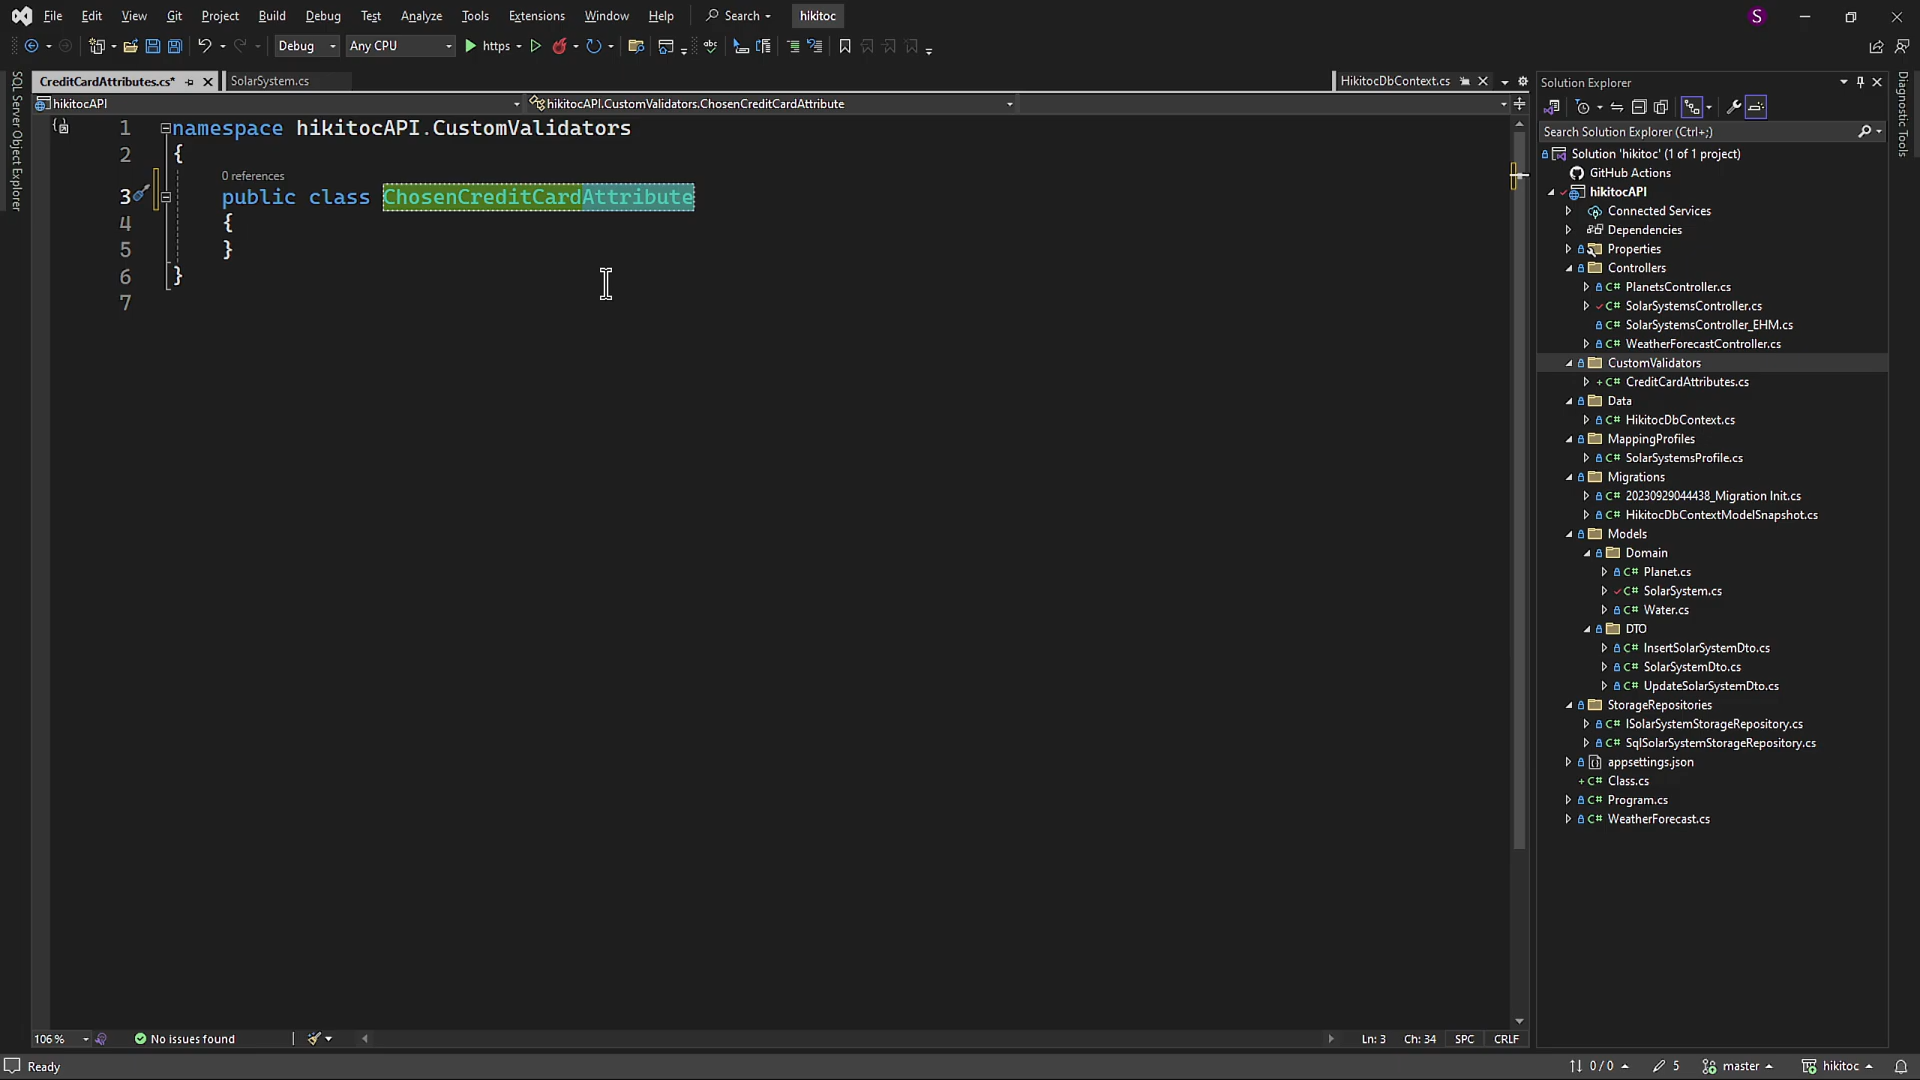 File Edit View Git Project Build Debug Test Analyze Tools Extensions Window Help Search hikitoc S
Debug Any CPU https
CreditCardAttributes.cs* SolarSystem.cs HikitocDbContext.cs
hikitocAPI hikitocAPI.CustomValidators.ChosenCreditCardAttribute
1 namespace hikitocAPI.CustomValidators
2 {
0 references
3 public class ChosenCreditCardAttribute
4 {
5 }
6 }
7
SQL Server Object Explorer
Solution Explorer
Search Solution Explorer (Ctrl+;)
Solution 'hikitoc' (1 of 1 project)
GitHub Actions
hikitocAPI
Connected Services
Dependencies
Properties
Controllers
C# PlanetsController.cs
C# SolarSystemsController.cs
C# SolarSystemsController_EHM.cs
C# WeatherForecastController.cs
CustomValidators
+ C# CreditCardAttributes.cs
Data
C# HikitocDbContext.cs
MappingProfiles
C# SolarSystemsProfile.cs
Migrations
C# 20230929044438_Migration Init.cs
C# HikitocDbContextModelSnapshot.cs
Models
Domain
C# Planet.cs
C# SolarSystem.cs
C# Water.cs
DTO
C# InsertSolarSystemDto.cs
C# SolarSystemDto.cs
C# UpdateSolarSystemDto.cs
StorageRepositories
C# ISolarSystemStorageRepository.cs
C# SqlSolarSystemStorageRepository.cs
appsettings.json
+ C# Class.cs
C# Program.cs
C# WeatherForecast.cs
Diagnostic Tools
106 % No issues found Ln: 3 Ch: 34 SPC CRLF
Ready 0 / 0 5 master hikitoc